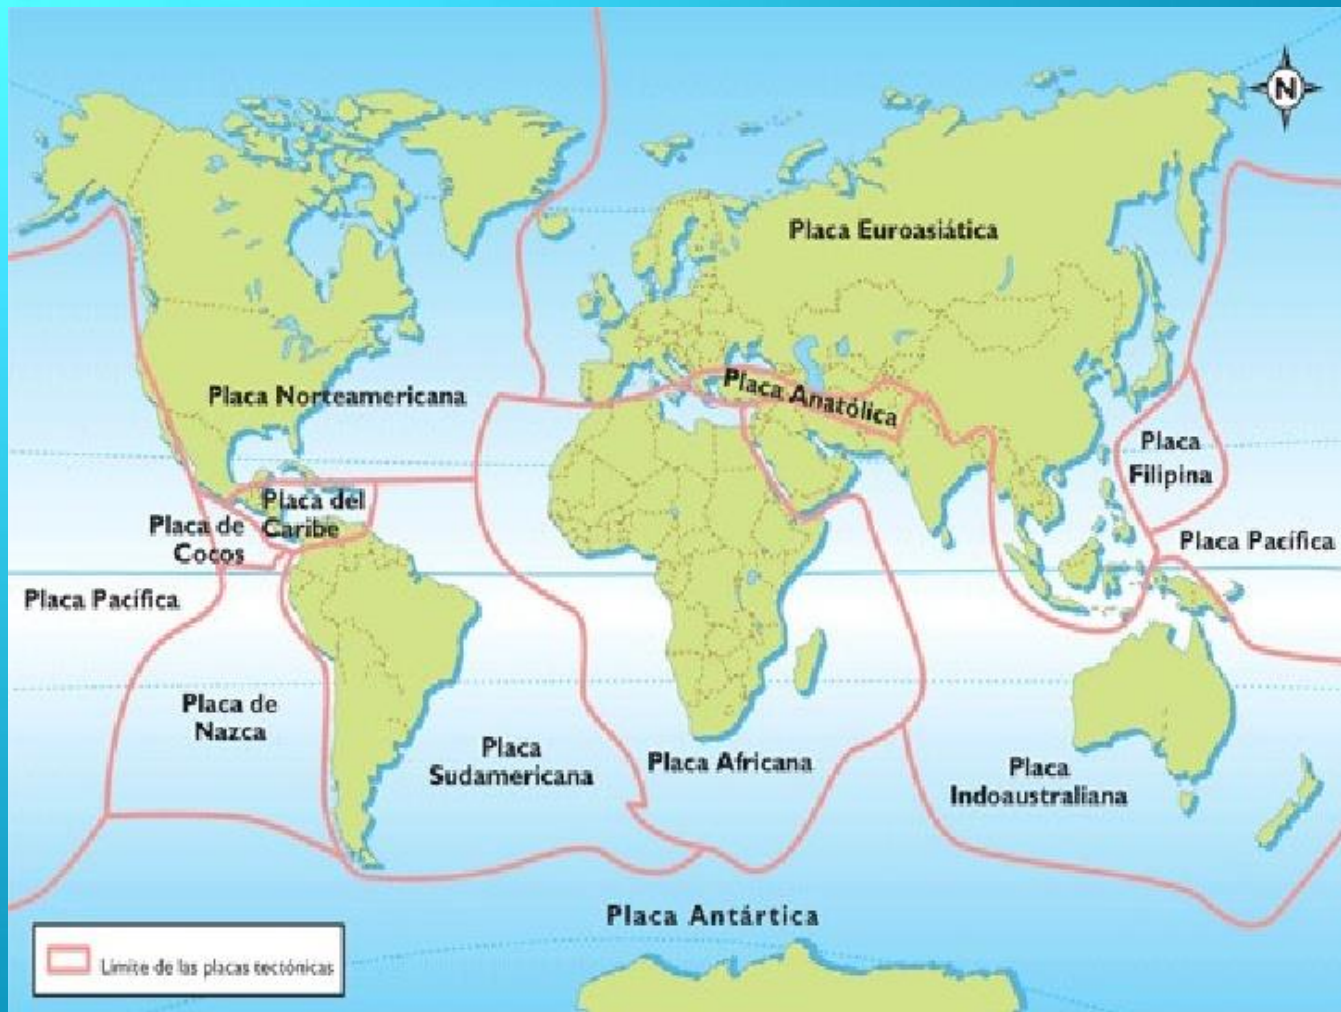 N
Placa Euroasiática
Placa Norteamericana
Placa Anatólica
Placa
Filipina
Placa del
Caribe
Placa de
Cocos
Placa Pacífica
Placa Pacífica
Placa de
Nazca
Placa
Sudamericana
Placa Africana
Placa
Indoaustraliana
Placa Antártica
Límite de las placas tectónicas